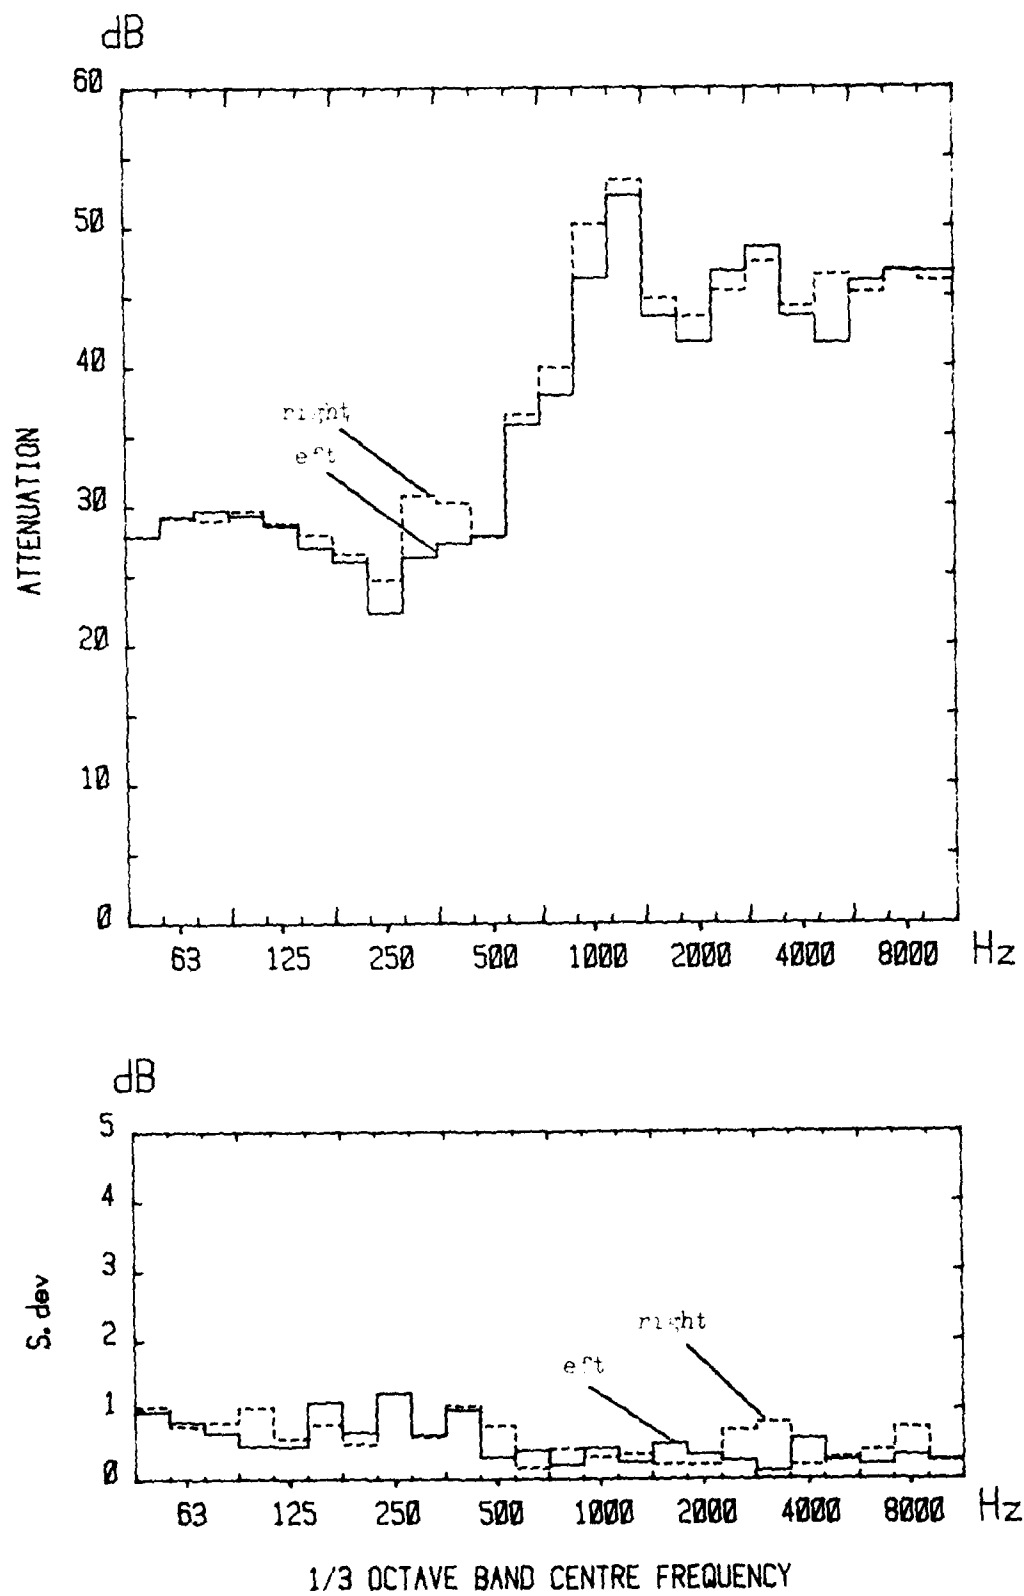 dB
60
50
40
30
20
10
0
ATTENUATION
right
eft
63 125 250 500 1000 2000 4000 8000 Hz
dB
5
4
3
2
1
0
S. dev
right
eft
63 125 250 500 1000 2000 4000 8000 Hz
1/3 OCTAVE BAND CENTRE FREQUENCY